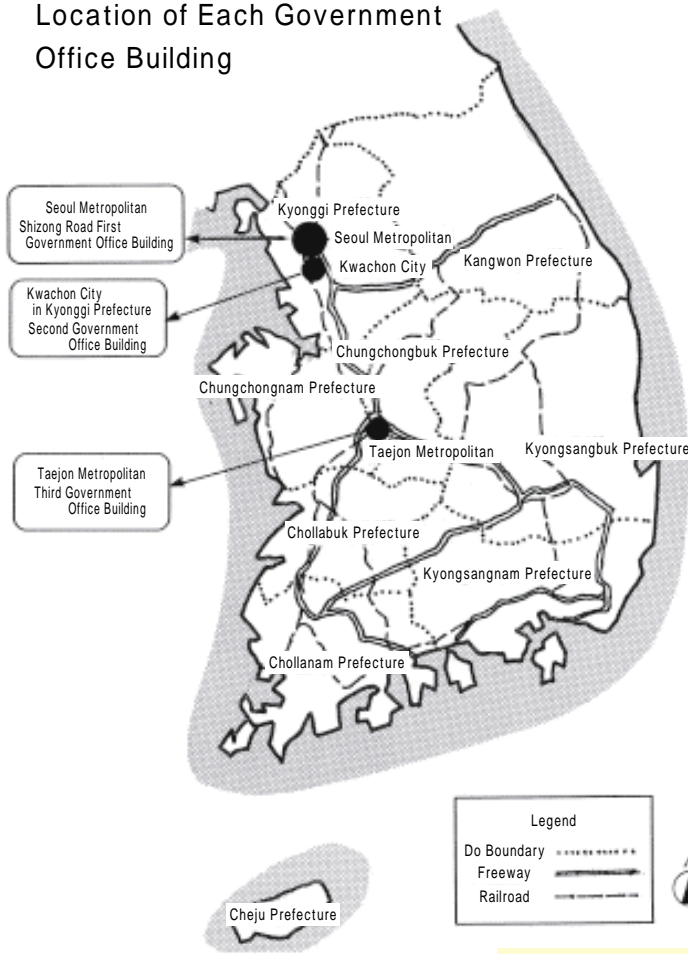 Location of Each Government
Office Building
Seoul Metropolitan
Shizong Road First
Government Office Building
Kyonggi Prefecture
Seoul Metropolitan
Kwachon City
Kangwon Prefecture
Kwachon City
in Kyonggi Prefecture
Second Government
Office Building
Chungchongbuk Prefecture
Chungchongnam Prefecture
Taejon Metropolitan
Kyongsangbuk Prefecture
Taejon Metropolitan
Third Government
Office Building
Chollabuk Prefecture
Kyongsangnam Prefecture
Chollanam Prefecture
Legend
Do Boundary
Freeway
Railroad
Cheju Prefecture